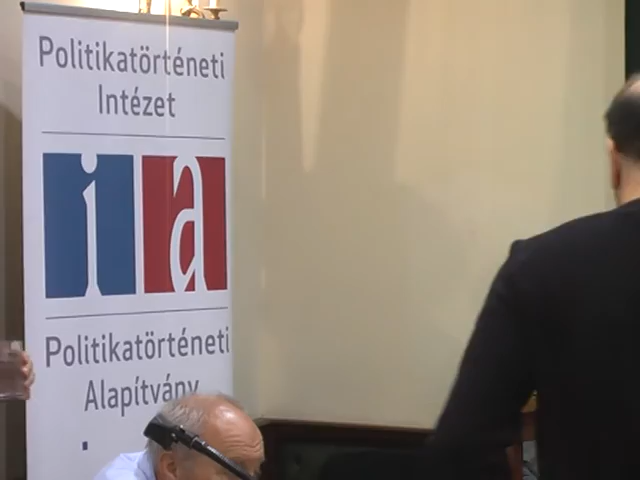 Politikatörténeti
Intézet
ia
Politikatörténeti
Alapítvány